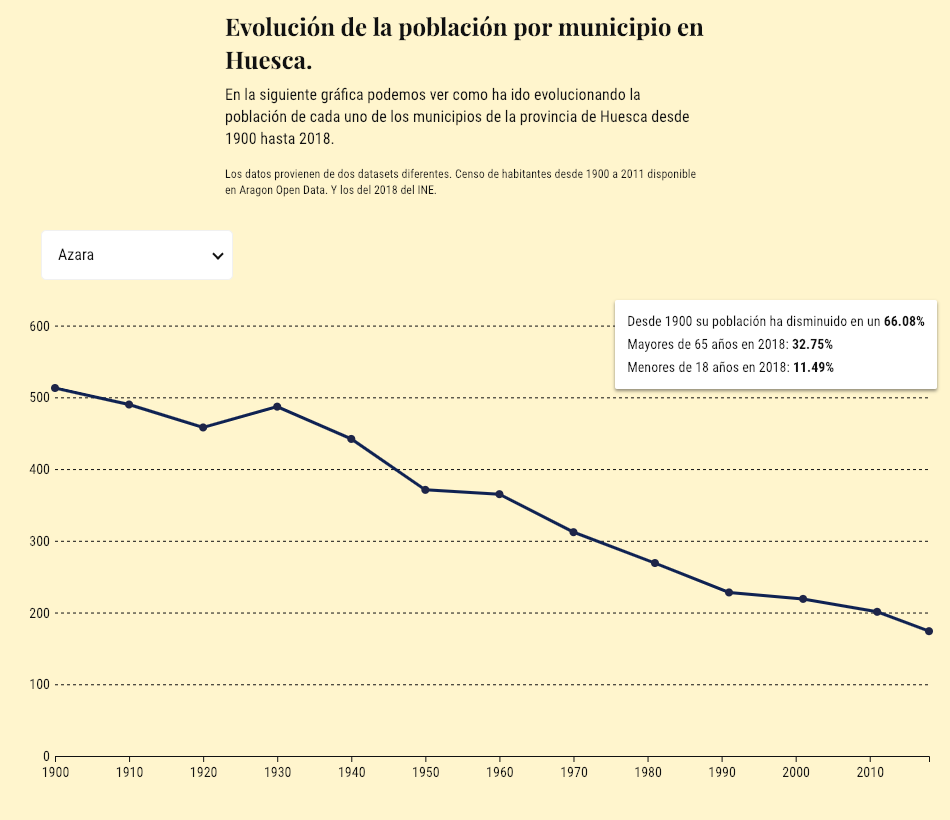 Evolución de la población por municipio en
Huesca.
En la siguiente gráfica podemos ver como ha ido evolucionando la
población de cada uno de los municipios de la provincia de Huesca desde
1900 hasta 2018.
Los datos provienen de dos datasets diferentes. Censo de habitantes desde 1900 a 2011 disponible
en Aragon Open Data. Y los del 2018 del INE.
Azara
Desde 1900 su población ha disminuido en un 66.08%
Mayores de 65 años en 2018: 32.75%
Menores de 18 años en 2018: 11.49%
600
500
400
300
200
100
0
1900 1910 1920 1930 1940 1950 1960 1970 1980 1990 2000 2010